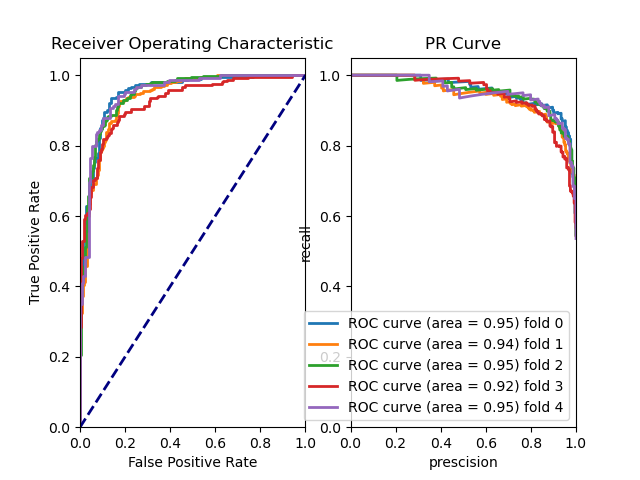 Receiver Operating Characteristic
PR Curve
1.0
0.8
0.6
0.4
0.2
0.0
True Positive Rate
0.0
0.2
0.4
0.6
0.8
1.0
False Positive Rate
1.0
0.8
0.6
0.4
0.2
0.0
recall
0.0
0.2
0.4
0.6
0.8
1.0
prescision
ROC curve (area = 0.95) fold 0
ROC curve (area = 0.94) fold 1
ROC curve (area = 0.95) fold 2
ROC curve (area = 0.92) fold 3
ROC curve (area = 0.95) fold 4